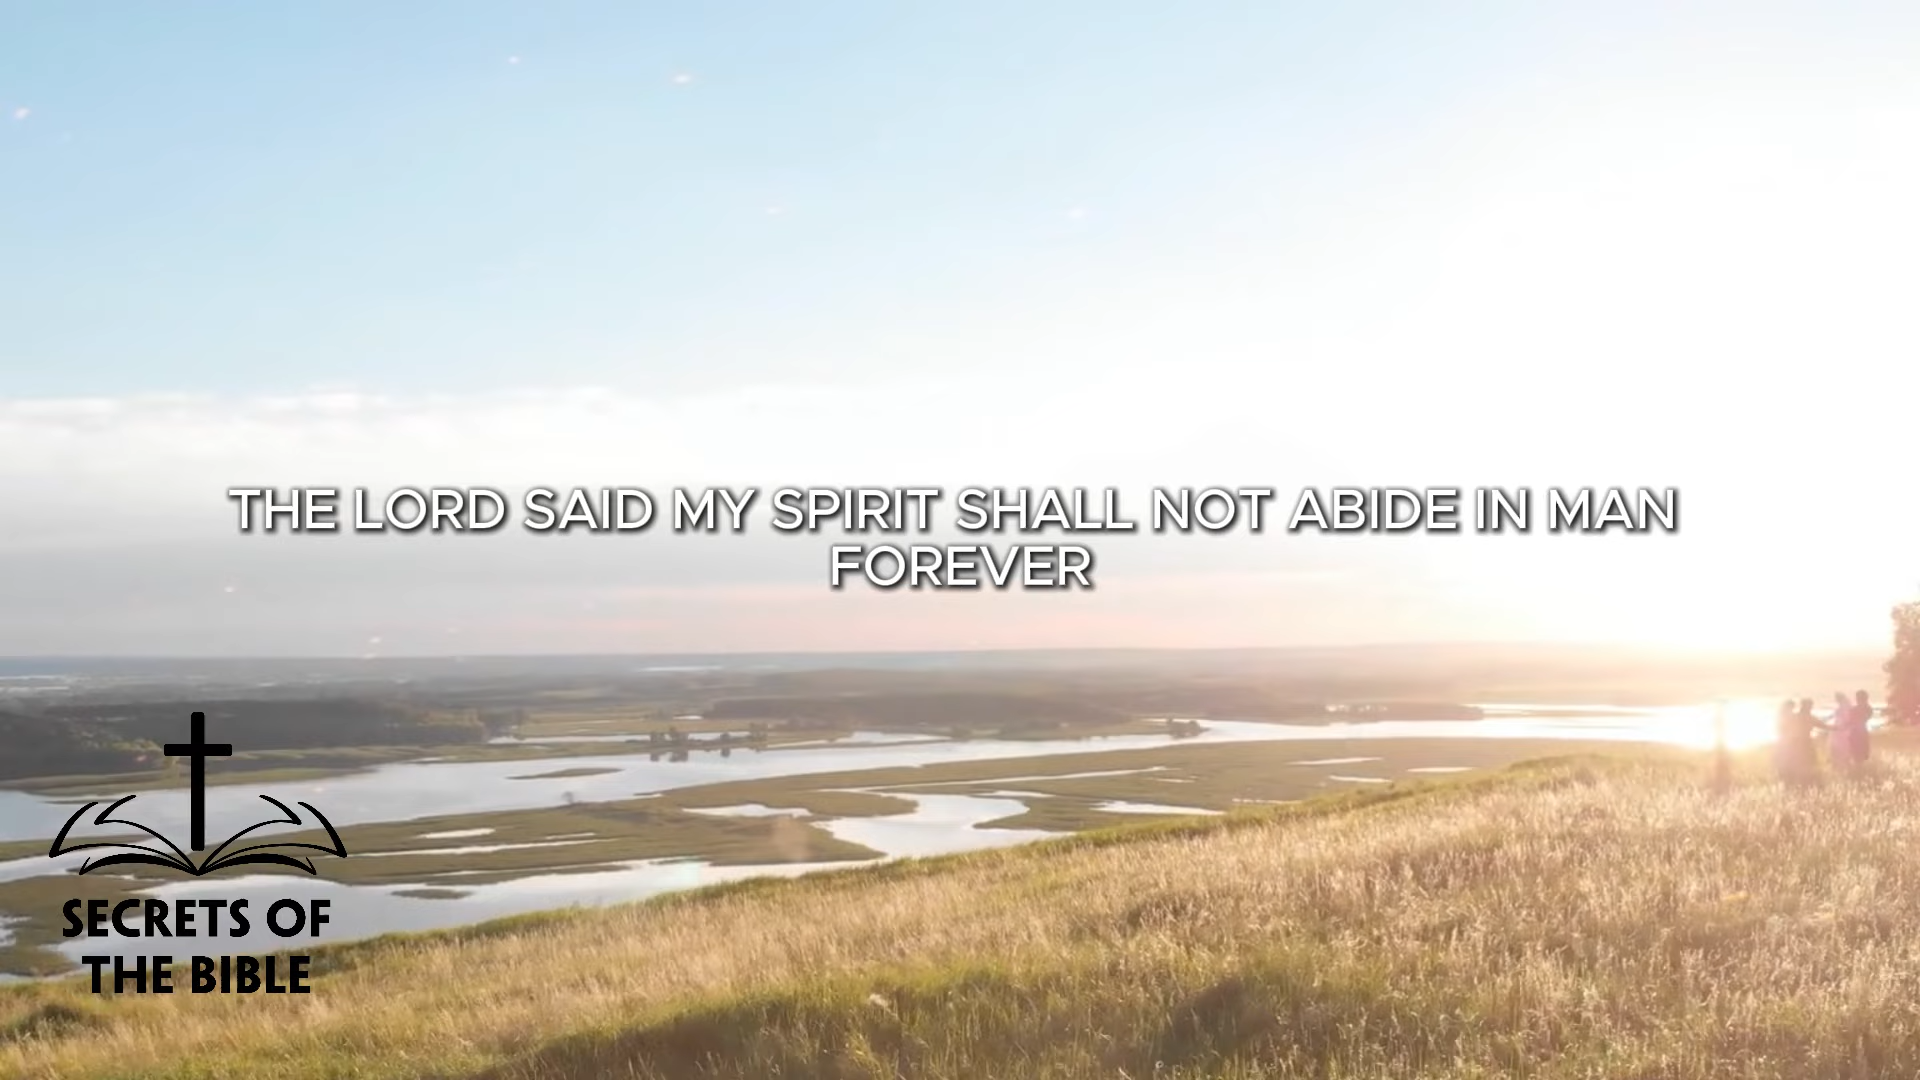 THE LORD SAID MY SPIRIT SHALL NOT ABIDE IN MAN
FOREVER
SECRETS OF
THE BIBLE